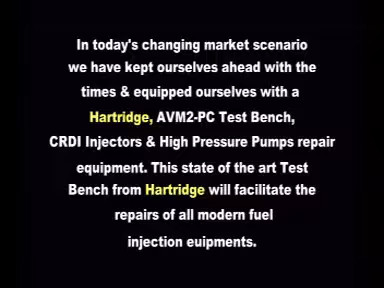 In today's changing market scenario
we have kept ourselves ahead with the
times & equipped ourselves with a
Hartridge, AVM2-PC Test Bench,
CRDI Injectors & High Pressure Pumps repair
equipment. This state of the art Test
Bench from Hartridge will facilitate the
repairs of all modern fuel
injection euipments.